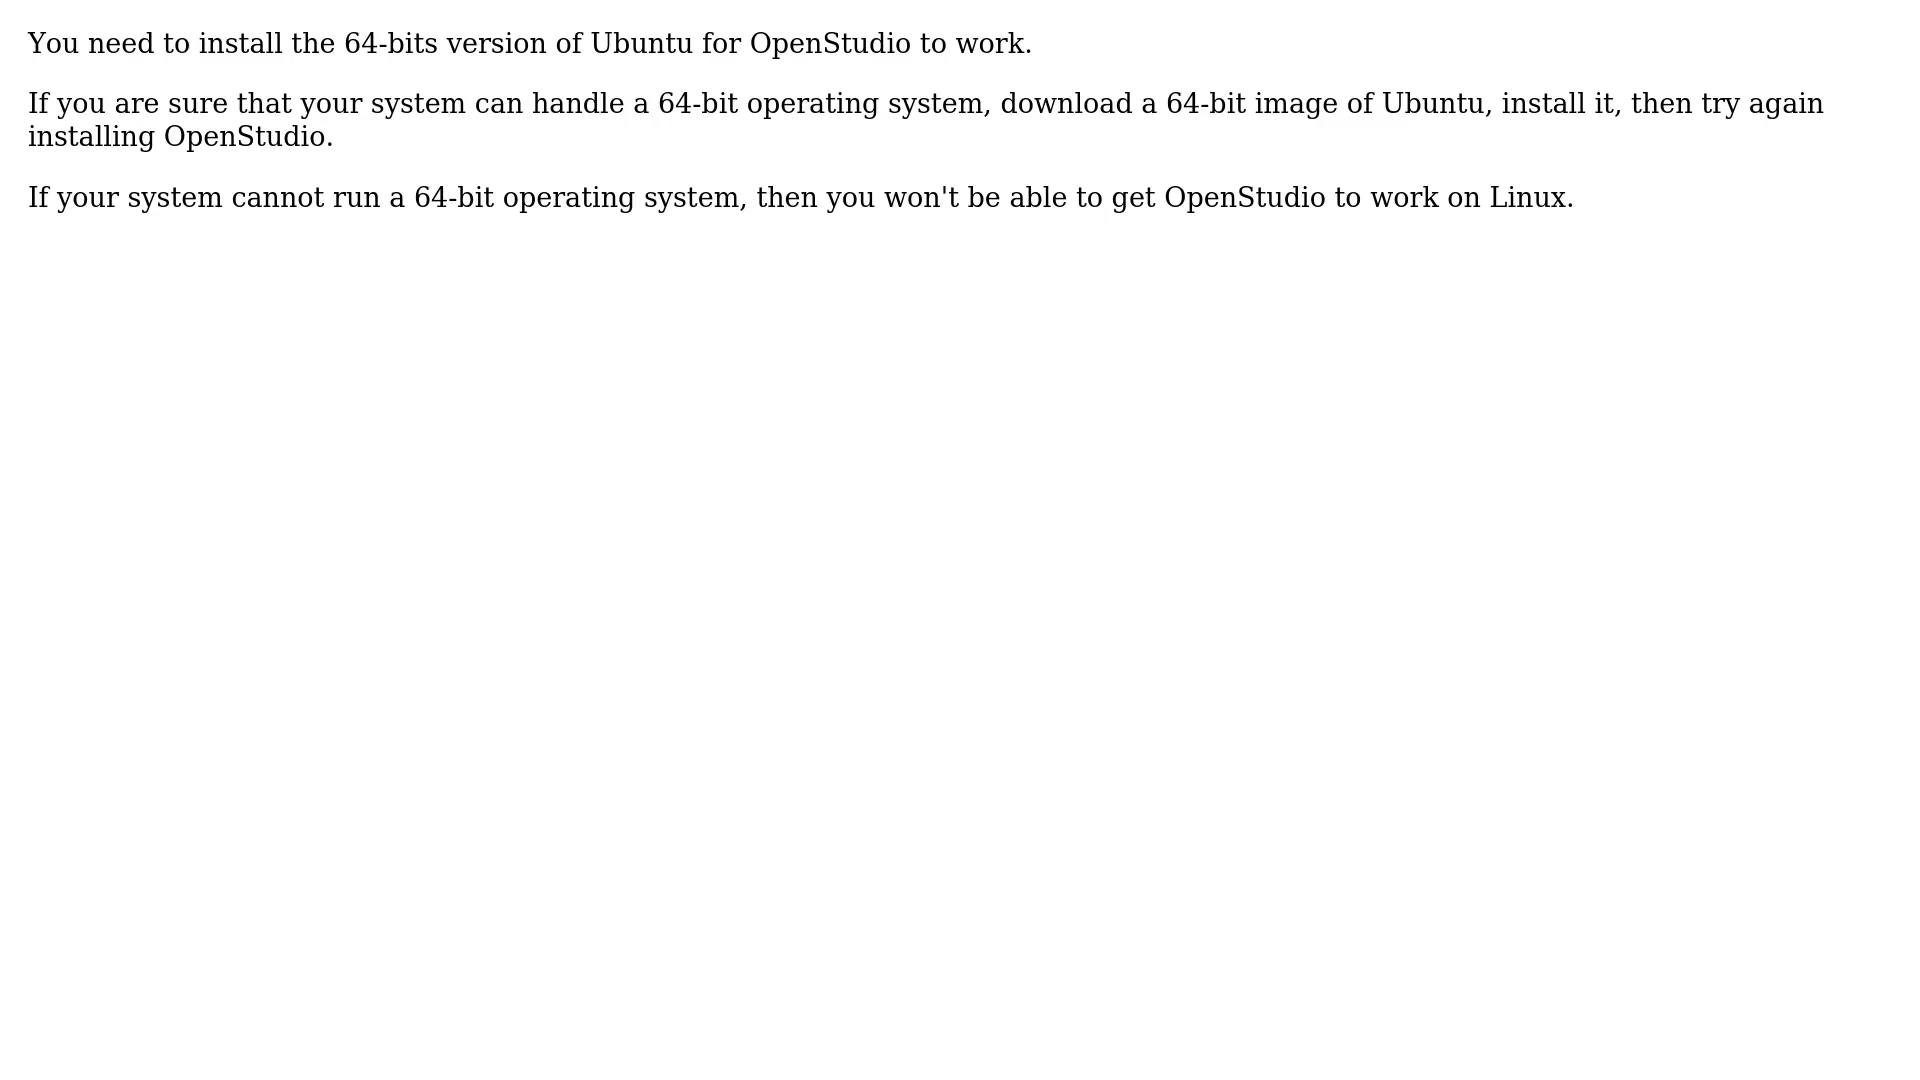 You need to install the 64-bits version of Ubuntu for OpenStudio to work.
If you are sure that your system can handle a 64-bit operating system, download a 64-bit image of Ubuntu, install it, then try again
installing OpenStudio.
If your system cannot run a 64-bit operating system, then you won't be able to get OpenStudio to work on Linux.